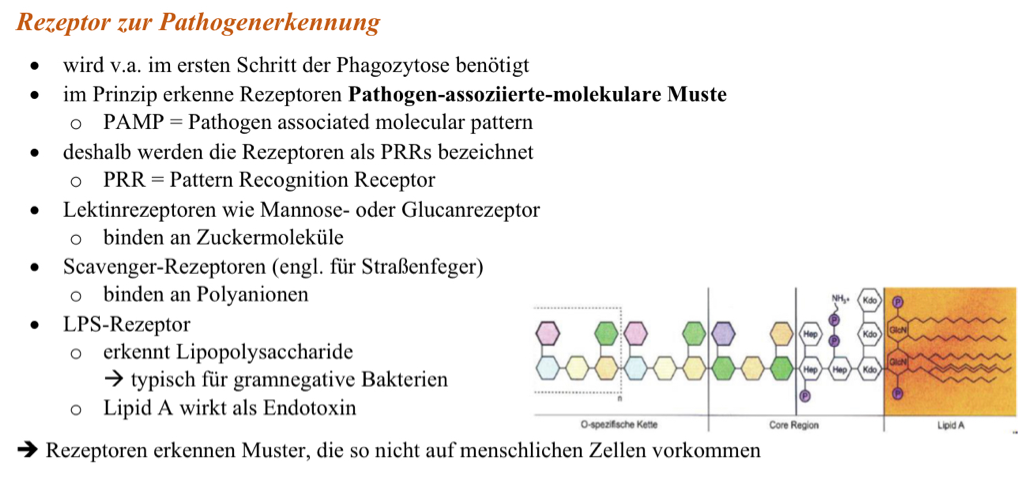 Rezeptor zur Pathogenerkennung
• wird v.a. im ersten Schritt der Phagozytose benötigt
• im Prinzip erkenne Rezeptoren Pathogen-assoziierte-molekulare Muste
o PAMP = Pathogen associated molecular pattern
• deshalb werden die Rezeptoren als PRRs bezeichnet
o PRR = Pattern Recognition Receptor
• Lektinrezeptoren wie Mannose- oder Glucanrezeptor
o binden an Zuckermoleküle
• Scavenger-Rezeptoren (engl. für Straßenfeger)
o binden an Polyanionen
• LPS-Rezeptor
o erkennt Lipopolysaccharide
→ typisch für gramnegative Bakterien
o Lipid A wirkt als Endotoxin
NH₃+ Kdo P
P
Hep Kdo GlcN
P
Hep Hep Kdo GlcN
P P
n
O-spezifische Kette Core Region Lipid A
➔ Rezeptoren erkennen Muster, die so nicht auf menschlichen Zellen vorkommen